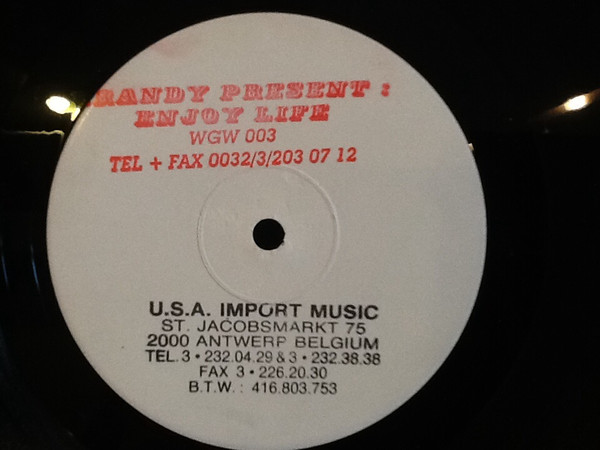 RANDY PRESENT :
ENJOY LIFE
WGW 003
TEL + FAX 0032/3/203 07 12
U.S.A. IMPORT MUSIC
ST. JACOBSMARKT 75
2000 ANTWERP BELGIUM
TEL. 3 • 232.04.29 & 3 • 232.38.38
FAX 3 • 226.20.30
B.T.W. : 416.803.753